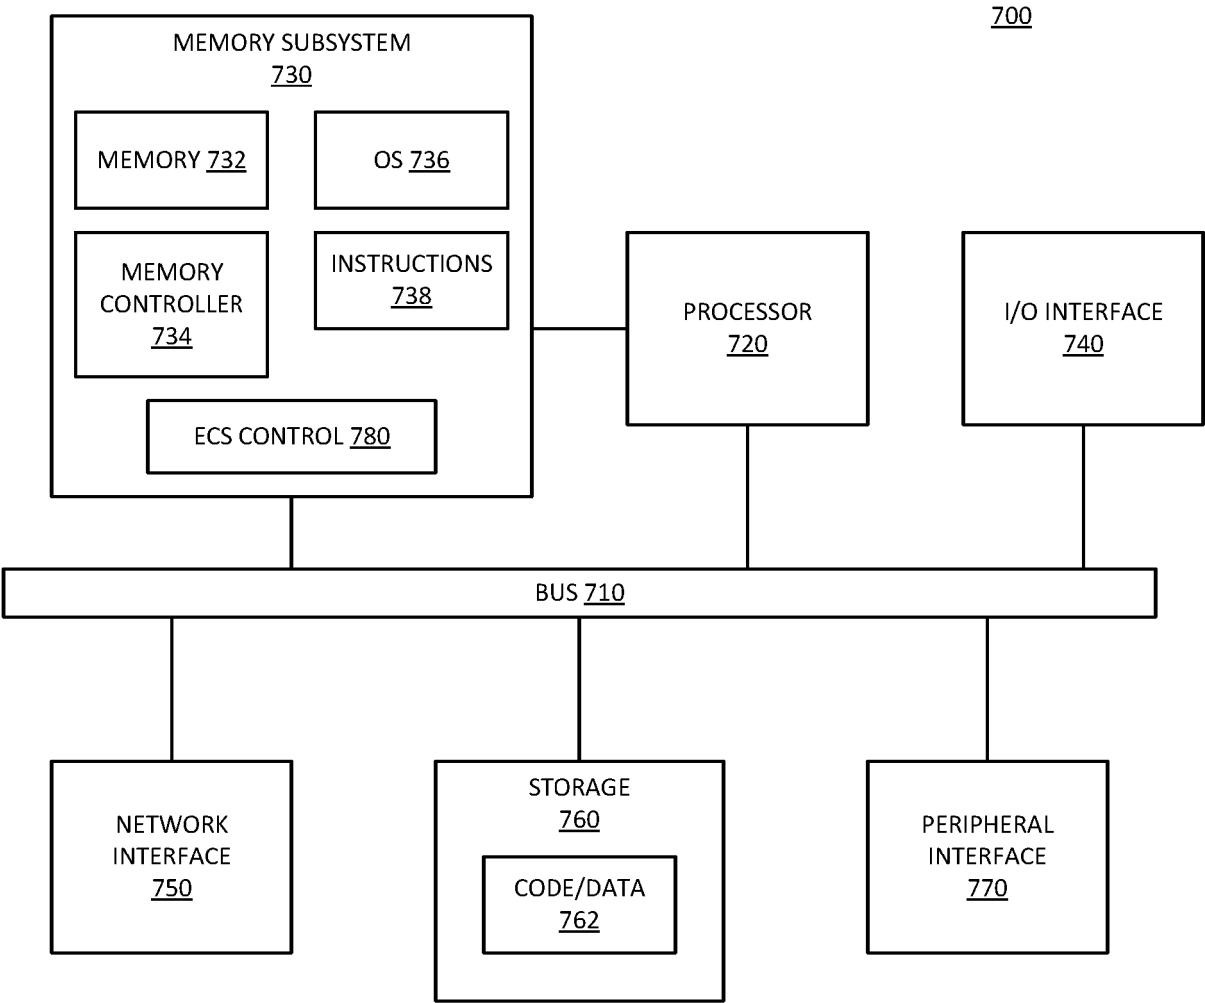 700
MEMORY SUBSYSTEM
730
MEMORY 732
OS 736
MEMORY
CONTROLLER
734
INSTRUCTIONS
738
ECS CONTROL 780
PROCESSOR
720
I/O INTERFACE
740
BUS 710
NETWORK
INTERFACE
750
STORAGE
760
CODE/DATA
762
PERIPHERAL
INTERFACE
770